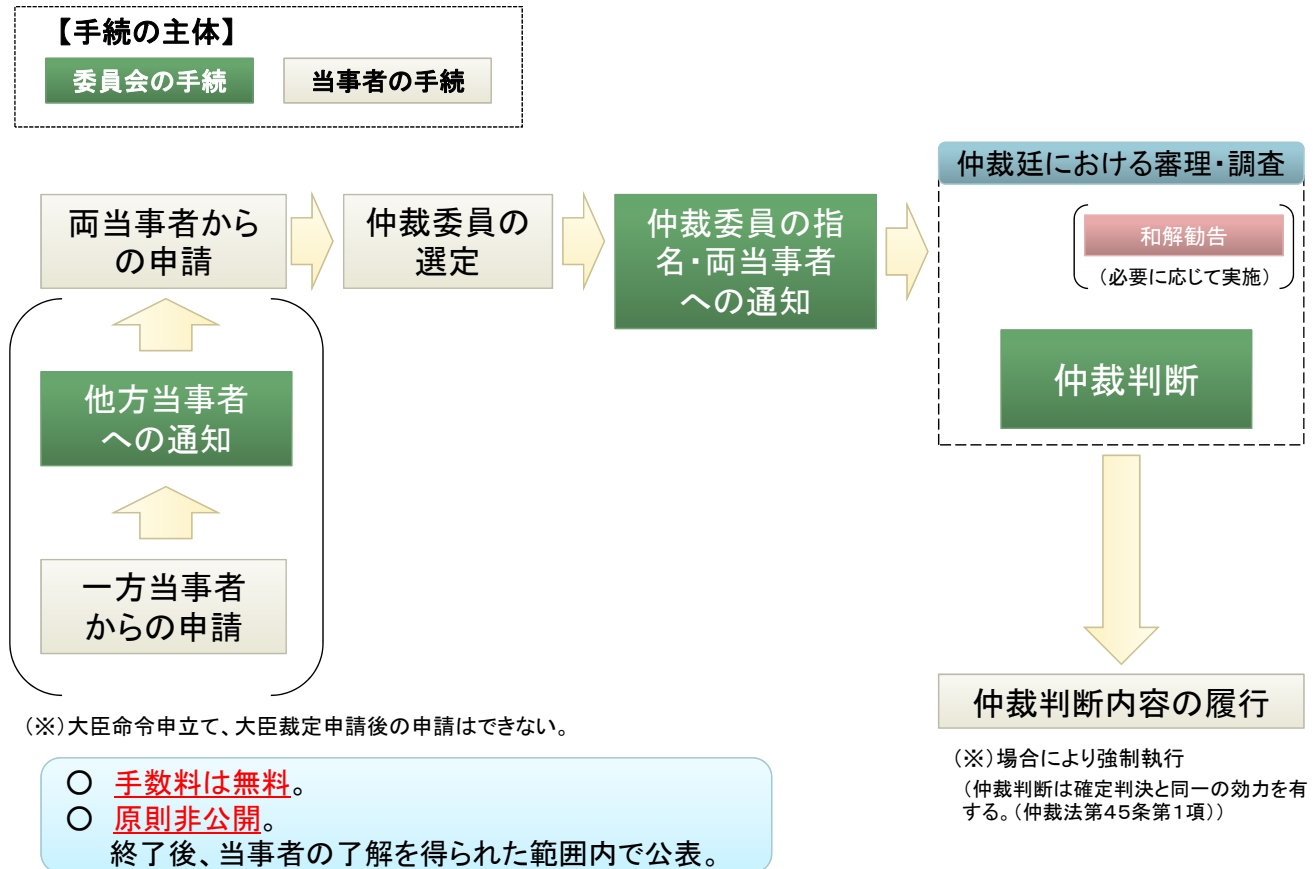 【手続の主体】
委員会の手続
当事者の手続
両当事者から
の申請
仲裁委員の
選定
仲裁委員の指
名・両当事者
への通知
仲裁廷における審理・調査
和解勧告
（必要に応じて実施）
仲裁判断
他方当事者
への通知
一方当事者
からの申請
（※）大臣命令申立て、大臣裁定申請後の申請はできない。
仲裁判断内容の履行
（※）場合により強制執行
（仲裁判断は確定判決と同一の効力を有
する。（仲裁法第４５条第１項））
○ 手数料は無料。
○ 原則非公開。
終了後、当事者の了解を得られた範囲内で公表。